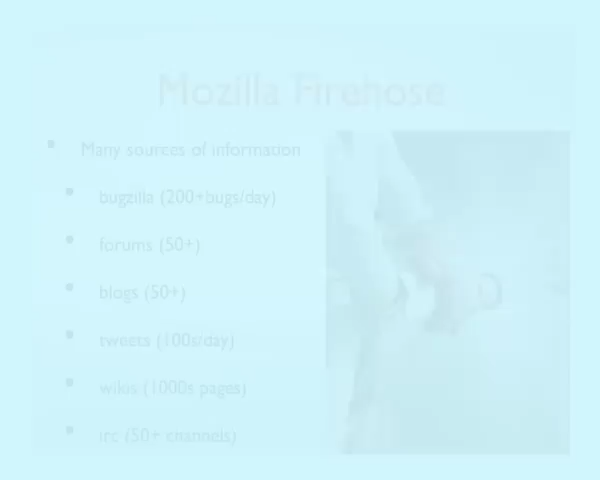 Mozilla Firehose
Many sources of information
bugzilla (200+bugs/day)
forums (50+)
blogs (50+)
tweets (100s/day)
wikis (1000s pages)
irc (50+ channels)